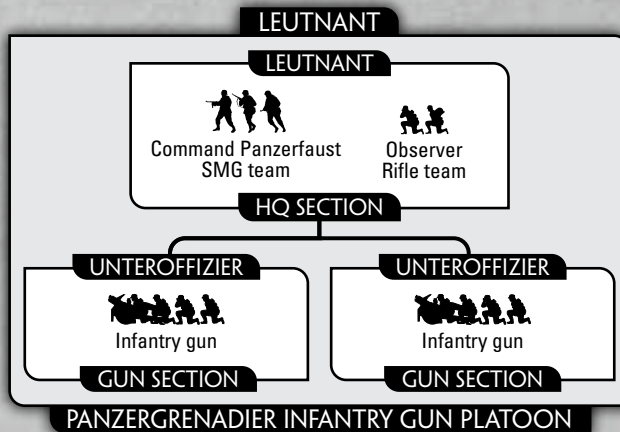 LEUTNANT
LEUTNANT
Command Panzerfaust
SMG team
Observer
Rifle team
HQ SECTION
UNTEROFFIZIER
Infantry gun
GUN SECTION
UNTEROFFIZIER
Infantry gun
GUN SECTION
PANZERGRENADIER INFANTRY GUN PLATOON